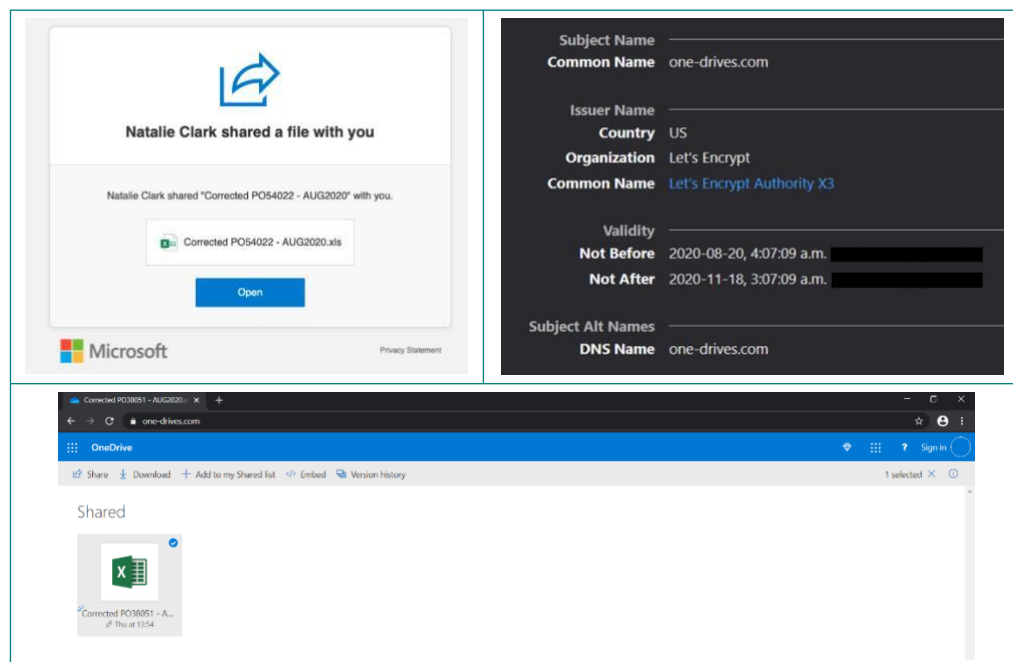 Natalie Clark shared a file with you
Natalie Clark shared "Corrected PO54022 - AUG2020" with you.
Corrected PO54022 - AUG2020.xls
Open
Microsoft
Privacy Statement
Subject Name
Common Name one-drives.com
Issuer Name
Country US
Organization Let's Encrypt
Common Name Let's Encrypt Authority X3
Validity
Not Before 2020-08-20, 4:07:09 a.m.
Not After 2020-11-18, 3:07:09 a.m.
Subject Alt Names
DNS Name one-drives.com
Corrected PO38051 - AUG2020.
one-drives.com
OneDrive
? Sign in
Share Download + Add to my Shared list </> Embed Version history
1 selected
Shared
X
Corrected PO38051 - A...
Thu at 13:54